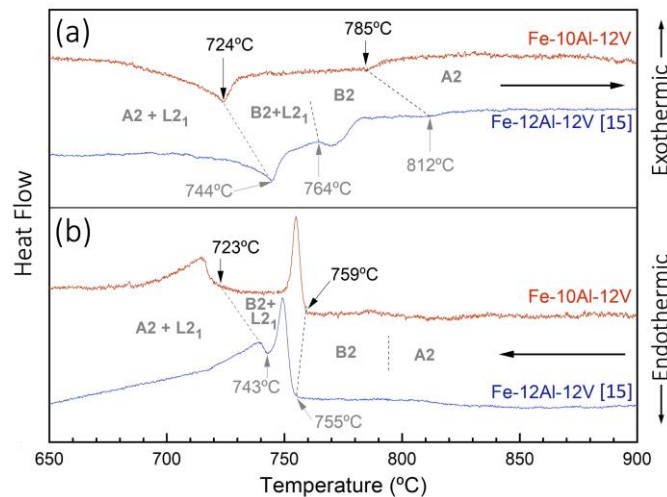 (a)
724ºC
785ºC
Fe-10Al-12V
A2 + L2₁
B2+L2₁
B2
A2
Fe-12Al-12V [15]
744ºC
764ºC
812ºC
Exothermic
Heat Flow
(b)
723ºC
759ºC
Fe-10Al-12V
B2+
L2₁
A2 + L2₁
B2
A2
743ºC
755ºC
Fe-12Al-12V [15]
Endothermic
650 700 750 800 850 900
Temperature (ºC)